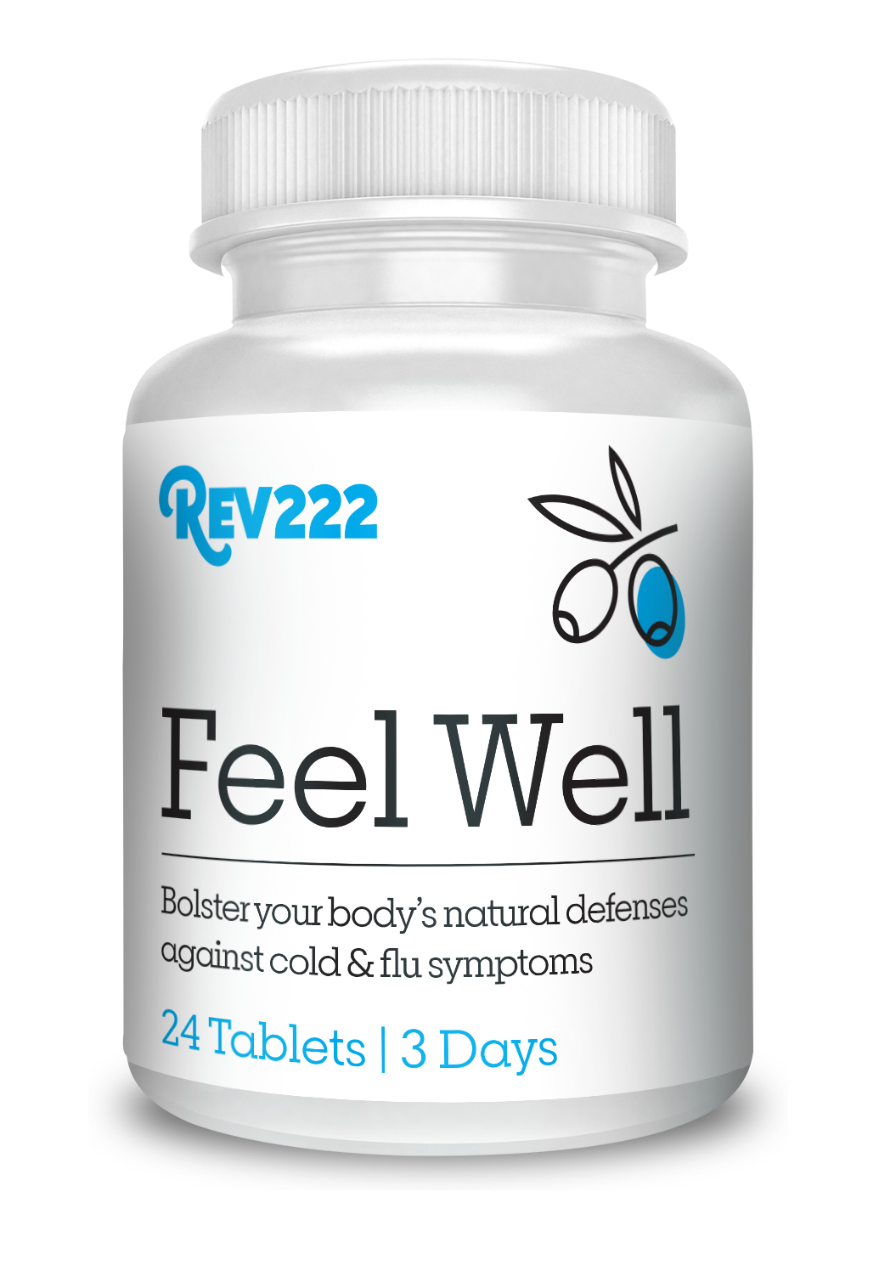 REV222
Feel Well
Bolster your body's natural defenses
against cold & flu symptoms
24 Tablets | 3 Days